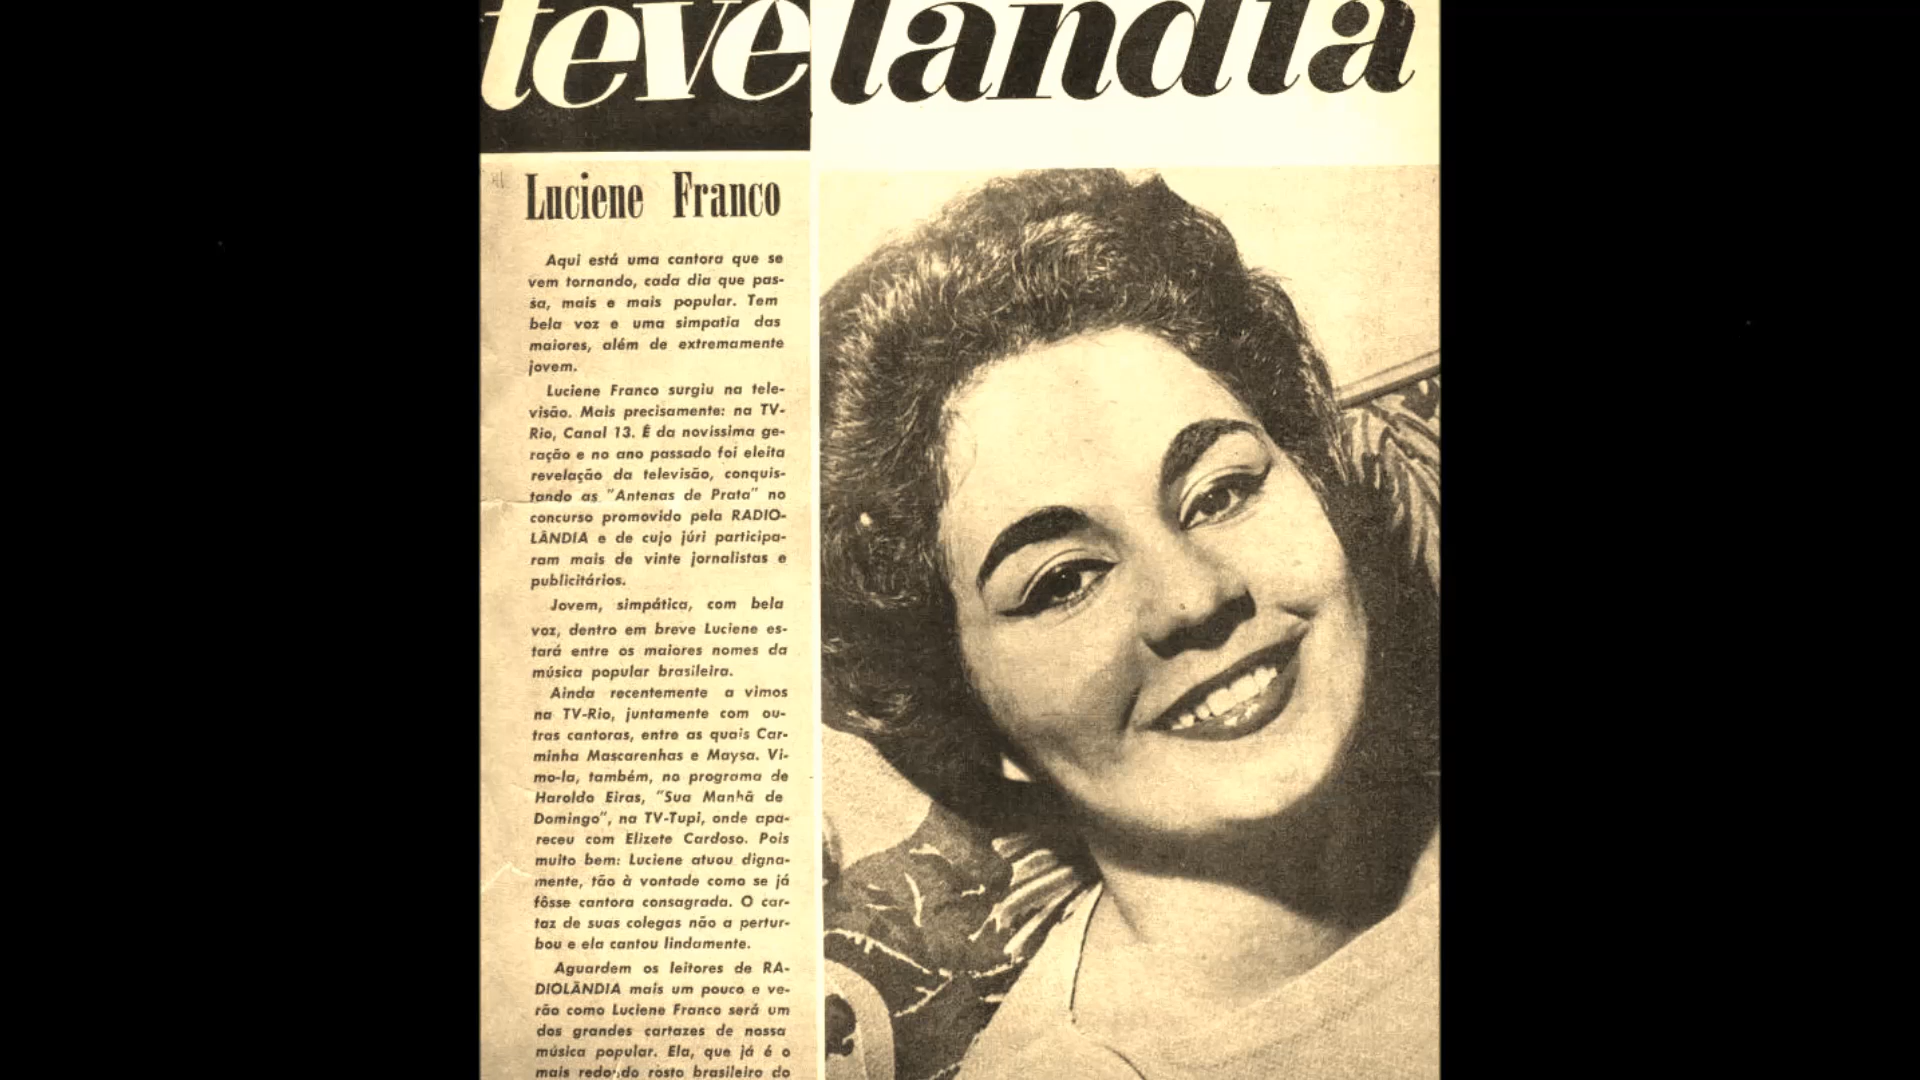 tevelândia
Luciene Franco
Aqui está uma cantora que se
vem tornando, cada dia que pas-
sa, mais e mais popular. Tem
bela voz e uma simpatia das
maiores, além de extremamente
jovem.
Luciene Franco surgiu na tele-
visão. Mais precisamente: na TV-
Rio, Canal 13. É da novíssima ge-
ração e no ano passado foi eleita
revelação da televisão, conquis-
tando as "Antenas de Prata" no
concurso promovido pela RADIO-
LÂNDIA e de cujo júri participa-
ram mais de vinte jornalistas e
publicitários.
Jovem, simpática, com bela
voz, dentro em breve Luciene es-
tará entre os maiores nomes da
música popular brasileira.
Ainda recentemente a vimos
na TV-Rio, juntamente com ou-
tras cantoras, entre as quais Car-
minha Mascarenhas e Maysa. Vi-
mo-la, também, no programa de
Haroldo Eiras, "Sua Manhã de
Domingo", na TV-Tupi, onde apa-
receu com Elizete Cardoso. Pois
muito bem: Luciene atuou digna-
mente, tão à vontade como se já
fôsse cantora consagrada. O car-
taz de suas colegas não a pertur-
bou e ela cantou lindamente.
Aguardem os leitores de RA-
DIOLÂNDIA mais um pouco e ve-
rão como Luciene Franco será um
dos grandes cartazes de nossa
música popular. Ela, que já é o
mais redondo rosto brasileiro do